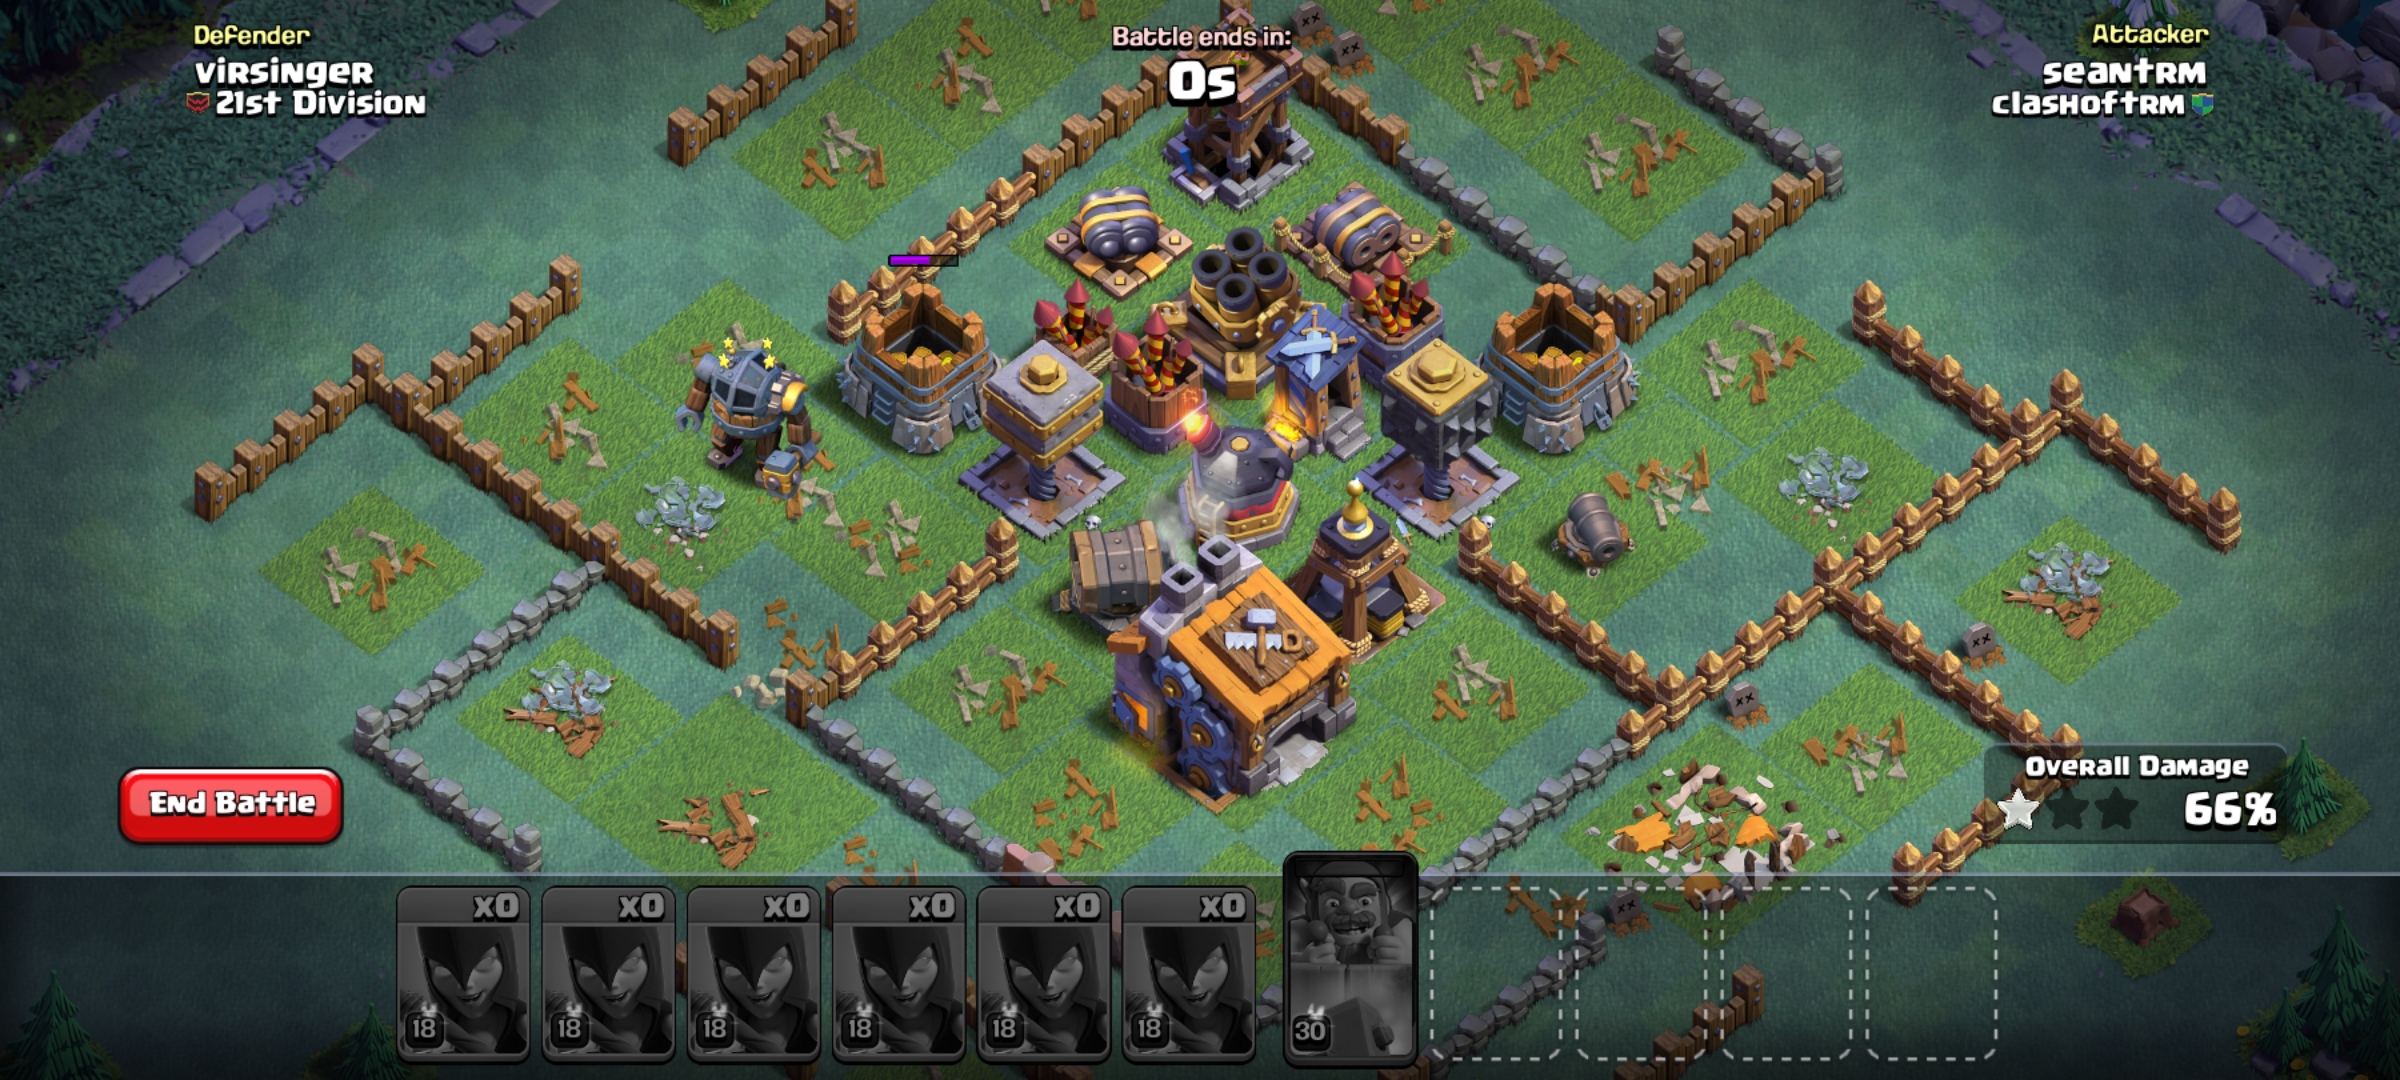 Defender
virsinger
21st Division
Battle ends in:
0s
Attacker
seantrm
clashoftrm
End Battle
Overall Damage
66%
x0 x0 x0 x0 x0 x0
18 18 18 18 18 18 30